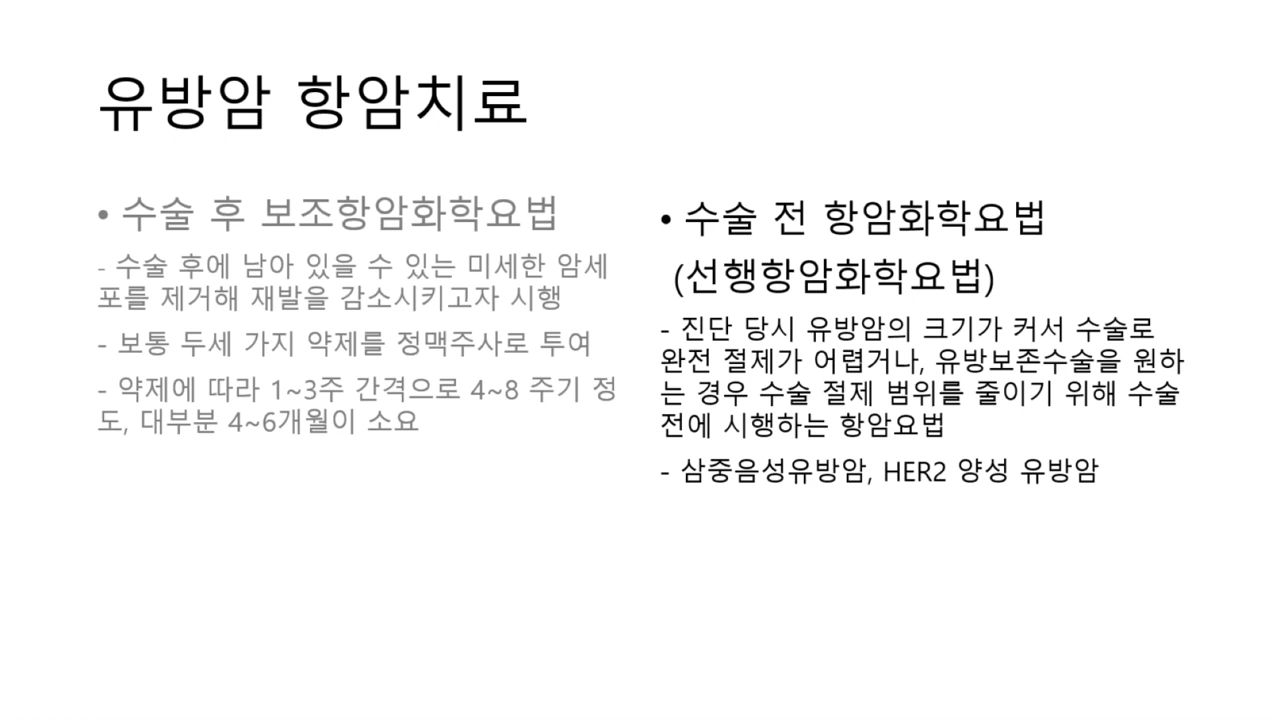 유방암 항암치료
• 수술 후 보조항암화학요법
- 수술 후에 남아 있을 수 있는 미세한 암세
포를 제거해 재발을 감소시키고자 시행
- 보통 두세 가지 약제를 정맥주사로 투여
- 약제에 따라 1~3주 간격으로 4~8 주기 정
도, 대부분 4~6개월이 소요
• 수술 전 항암화학요법
(선행항암화학요법)
- 진단 당시 유방암의 크기가 커서 수술로
완전 절제가 어렵거나, 유방보존수술을 원하
는 경우 수술 절제 범위를 줄이기 위해 수술
전에 시행하는 항암요법
- 삼중음성유방암, HER2 양성 유방암